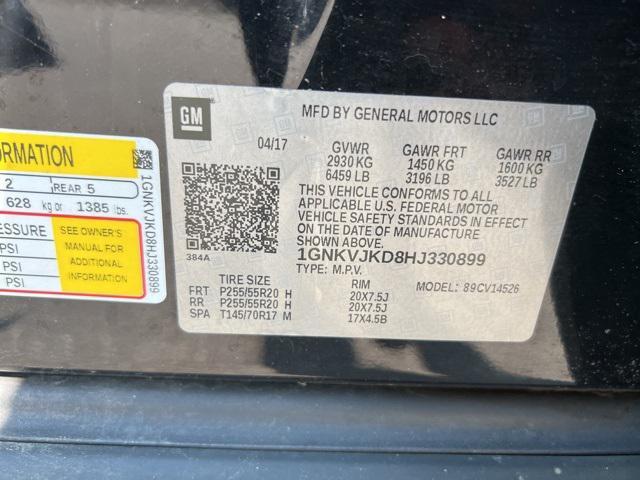 GM
MFD BY GENERAL MOTORS LLC
04/17
GVWR GAWR FRT GAWR RR
2930 KG 1450 KG 1600 KG
6459 LB 3196 LB 3527 LB
THIS VEHICLE CONFORMS TO ALL
APPLICABLE U.S. FEDERAL MOTOR
VEHICLE SAFETY STANDARDS IN EFFECT
ON THE DATE OF MANUFACTURE
SHOWN ABOVE.
384A
1GNKVJKD8HJ330899
TYPE: M.P.V.
MODEL: 89CV14526
TIRE SIZE RIM
FRT P255/55R20 H 20X7.5J
RR P255/55R20 H 20X7.5J
SPA T145/70R17 M 17X4.5B
ORMATION
2 REAR 5
628 kg or 1385 lbs.
SEE OWNER'S
MANUAL FOR
ADDITIONAL
INFORMATION
PSI
PSI
PSI
1GNKVJKD8HJ330899